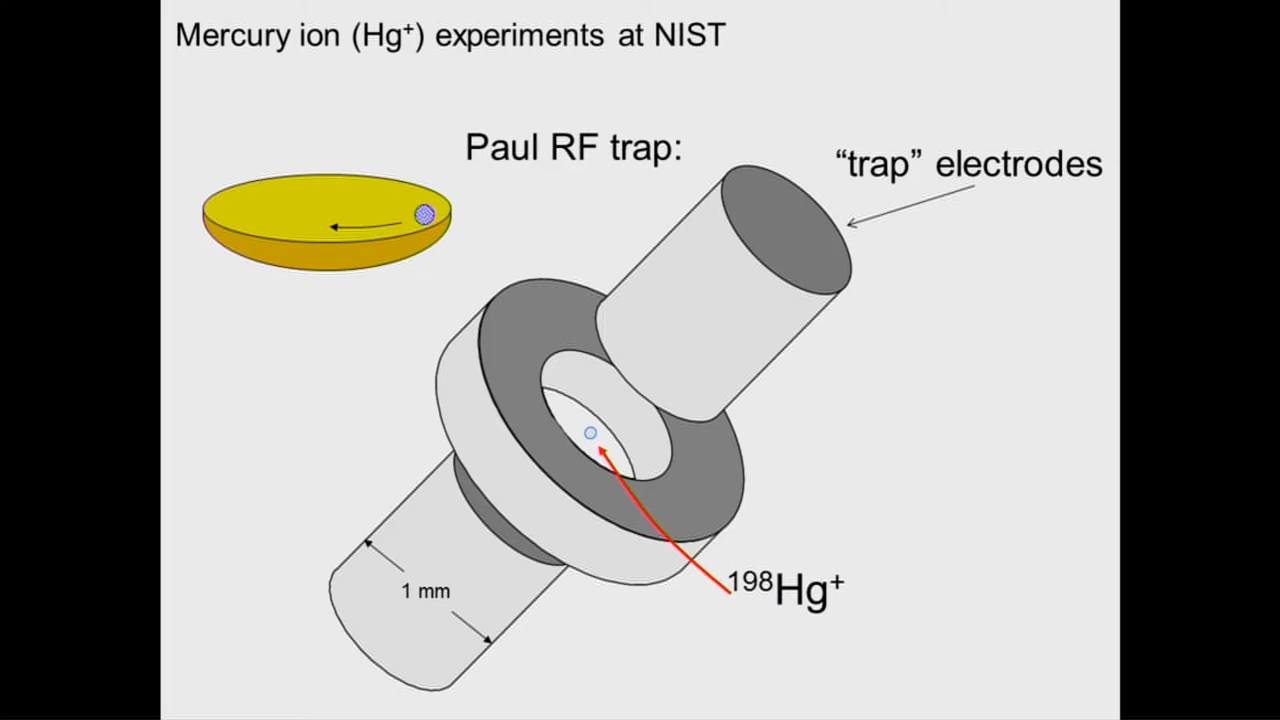 Mercury ion (Hg⁺) experiments at NIST
Paul RF trap:
“trap” electrodes
1 mm
¹⁹⁸Hg⁺